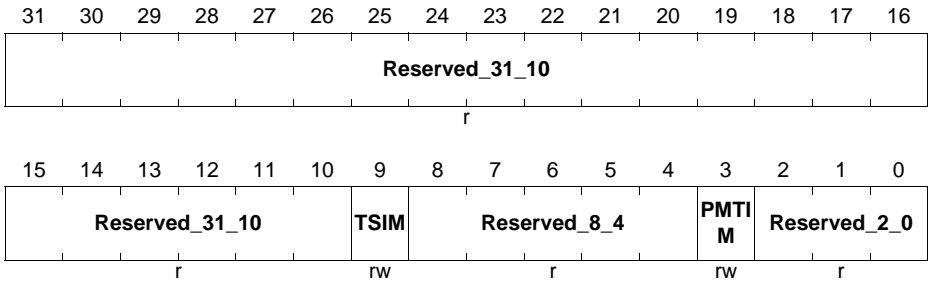 31 30 29 28 27 26 25 24 23 22 21 20 19 18 17 16
Reserved_31_10
r
15 14 13 12 11 10 9 8 7 6 5 4 3 2 1 0
Reserved_31_10 TSIM Reserved_8_4 PMTI
M Reserved_2_0
r rw r rw r